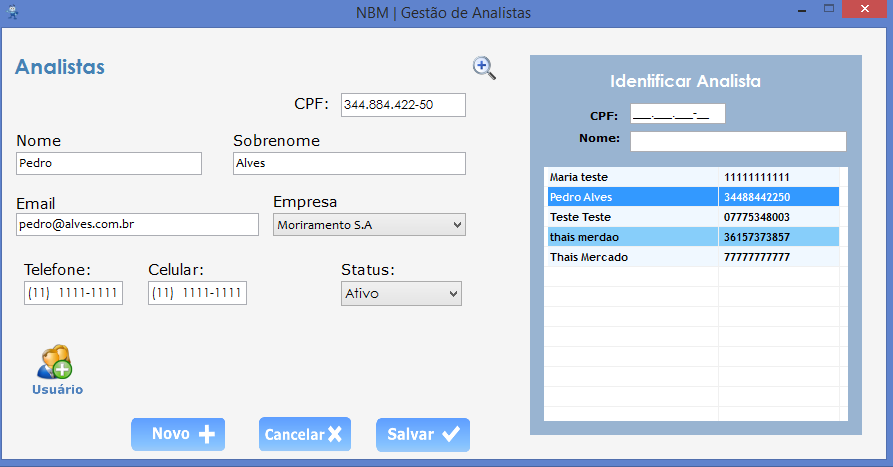 NBM | Gestão de Analistas
Analistas
CPF: 344.884.422-50
Nome Sobrenome
Pedro Alves
Email Empresa
pedro@alves.com.br Moriramento S.A
Telefone: Celular: Status:
(11) 1111-1111 (11) 1111-1111 Ativo
Usuário
Novo Cancelar Salvar
Identificar Analista
CPF: ___.___.___-__
Nome:
Maria teste 11111111111
Pedro Alves 34488442250
Teste Teste 07775348003
thais merdao 36157373857
Thais Mercado 77777777777